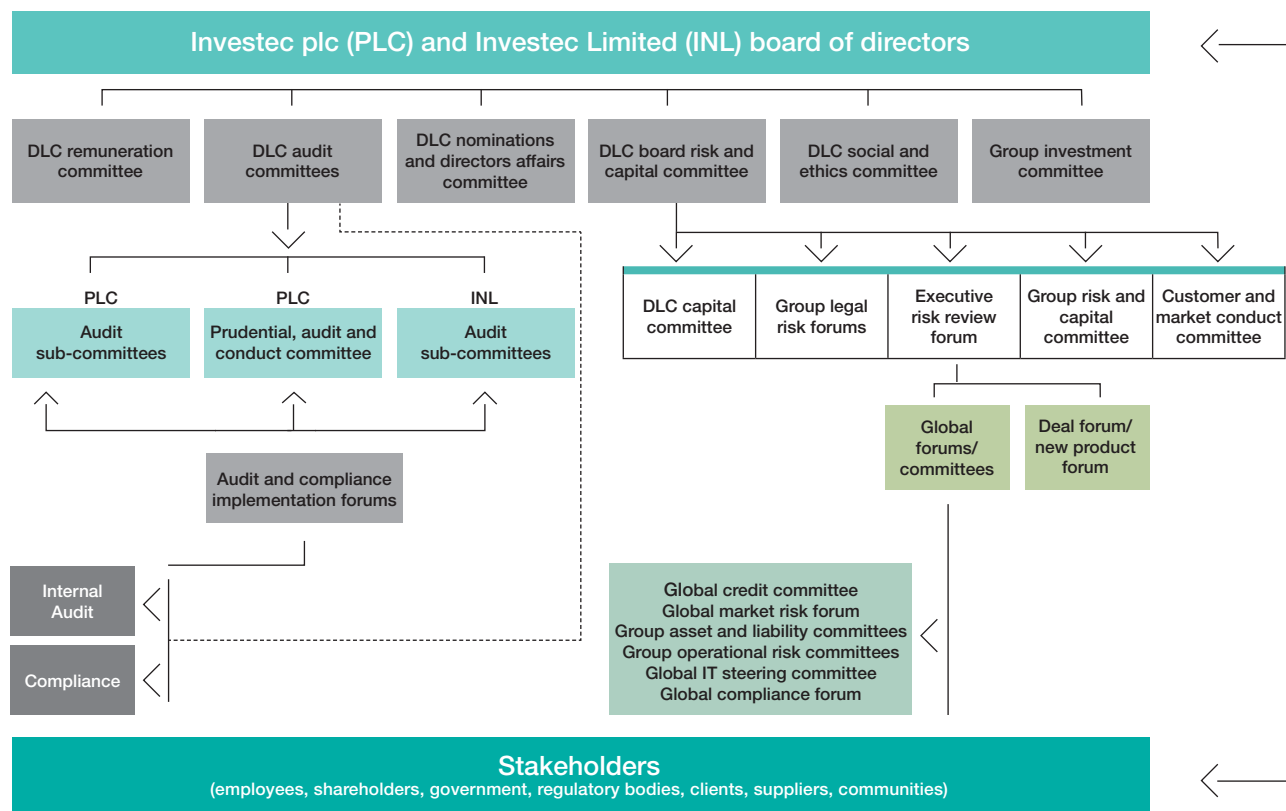 Investec plc (PLC) and Investec Limited (INL) board of directors
DLC remuneration
committee
DLC audit
committees
DLC nominations
and directors affairs
committee
DLC board risk and
capital committee
DLC social and
ethics committee
Group investment
committee
PLC
Audit
sub-committees
PLC
Prudential, audit and
conduct committee
INL
Audit
sub-committees
DLC capital
committee
Group legal
risk forums
Executive
risk review
forum
Group risk and
capital
committee
Customer and
market conduct
committee
Global
forums/
committees
Deal forum/
new product
forum
Audit and compliance
implementation forums
Internal
Audit
Compliance
Global credit committee
Global market risk forum
Group asset and liability committees
Group operational risk committees
Global IT steering committee
Global compliance forum
Stakeholders
(employees, shareholders, government, regulatory bodies, clients, suppliers, communities)